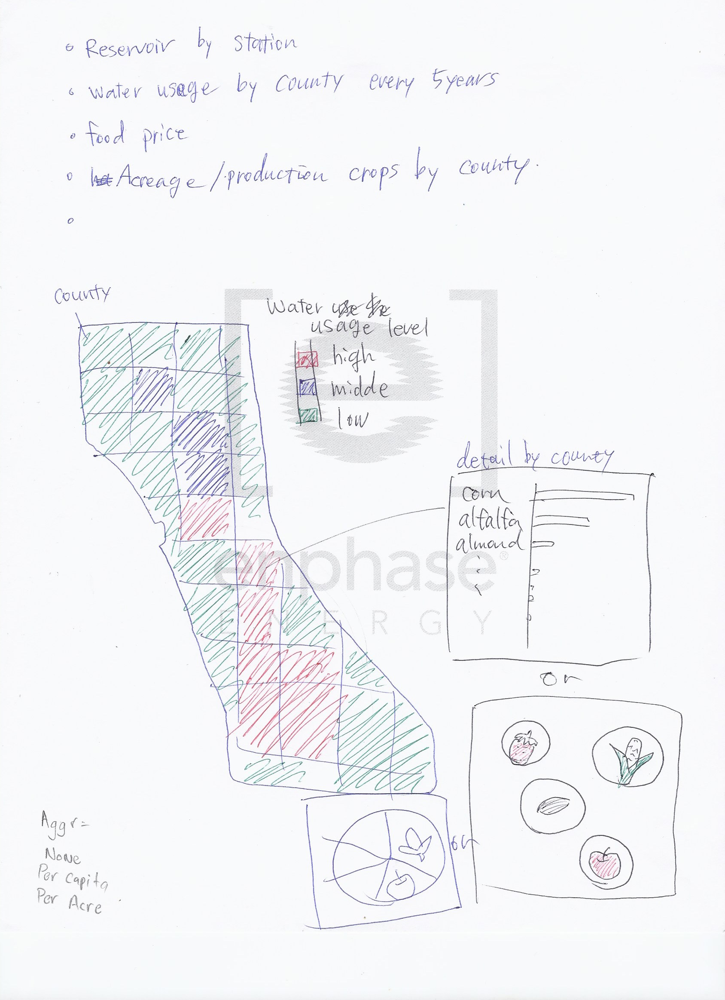 Reservoir by station
water usage by county every 5years
food price
Acreage/production crops by county.
county
Water use
usage level
high
midde
low
detail by county
corn
alfalfa
almond
or
or
Aggr=
None
Per capita
Per Acre
[e]
enphase®
ENERGY